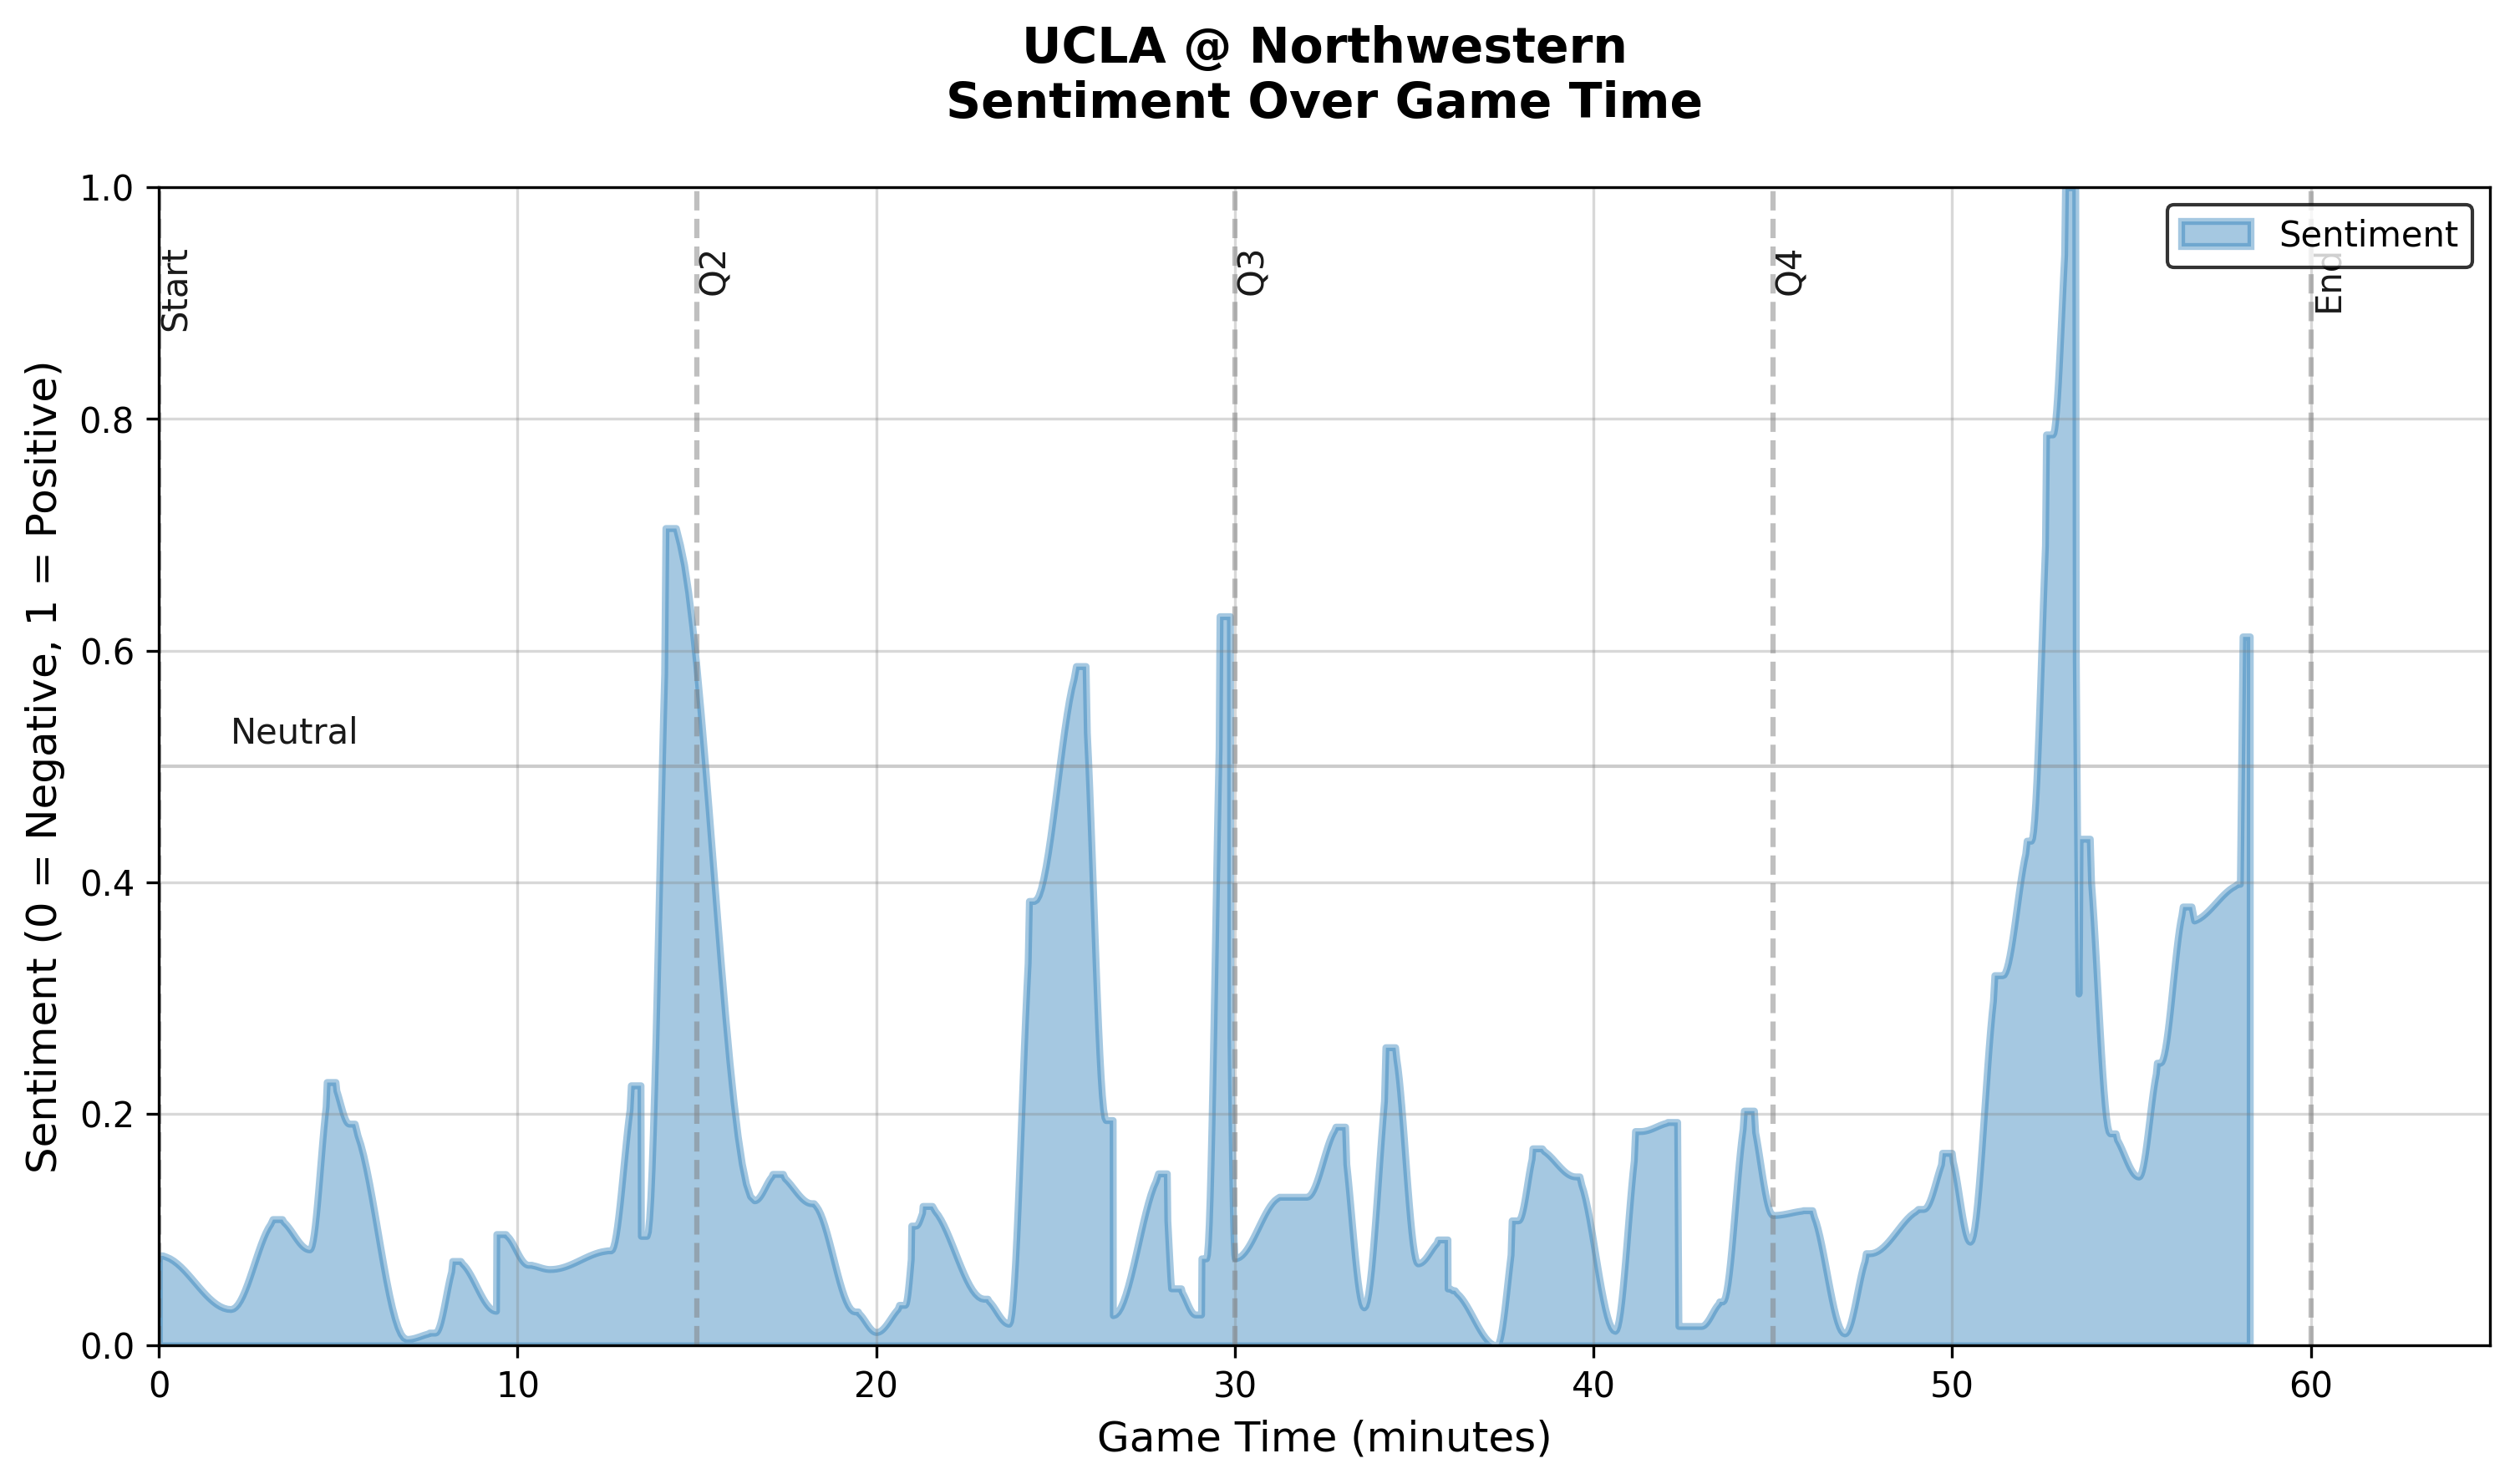 UCLA @ Northwestern
Sentiment Over Game Time
Sentiment (0 = Negative, 1 = Positive)
1.0
0.8
0.6
0.4
0.2
0.0
Start
Q2
Q3
Q4
End
Sentiment
Neutral
0
10
20
30
40
50
60
Game Time (minutes)